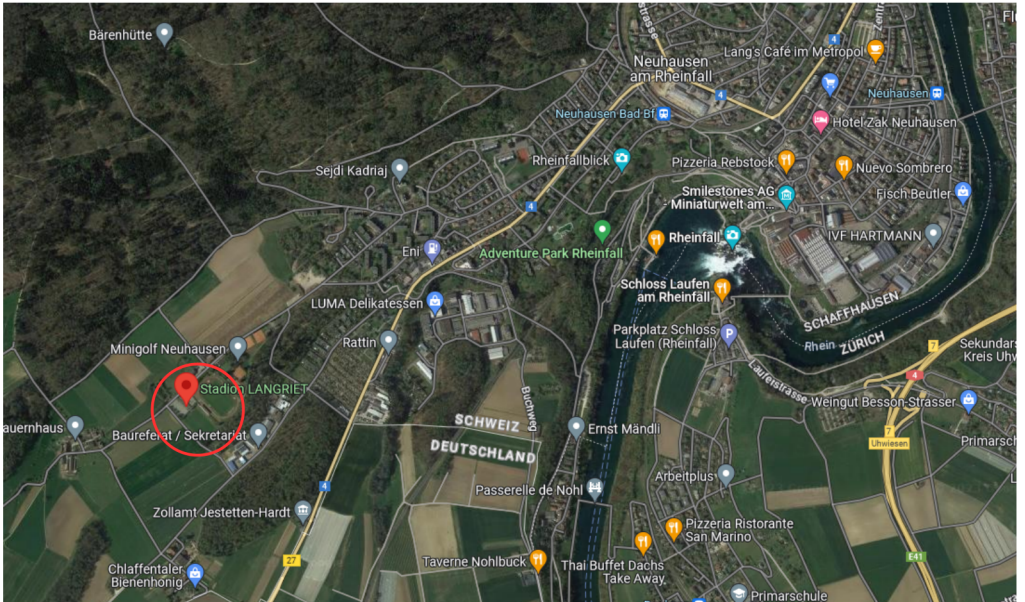 Bärenhütte
Lang's Café im Metropol
Neuhausen
am Rheinfall
4
4
Neuhausen
Neuhausen Bad Bf
Hotel Zak Neuhausen
Sejdi Kadriaj
Rheinfallblick
Pizzeria Rebstock
Nuevo Sombrero
Smilestones AG
- Miniaturwelt am...
Fisch Beutler
4
Eni
Adventure Park Rheinfall
Rheinfall
IVF HARTMANN
LUMA Delikatessen
Schloss Laufen
am Rheinfall
SCHAFFHAUSEN
Minigolf Neuhausen
Rattin
Parkplatz Schloss
Laufen (Rheinfall)
Rhein
ZÜRICH
7
Sekundars
Kreis Uhw
Stadion LANGRIET
Laufenstrasse
4
Buchweg
Weingut Besson-Strasser
auernhaus
Baureferat / Sekretariat
SCHWEIZ
DEUTSCHLAND
Ernst Mändli
7
Uhwiesen
Primarsch
Arbeitplus
4
Passerelle de Nohl
Zollamt Jestetten-Hardt
Pizzeria Ristorante
San Marino
27
Taverne Nohlbuck
Thai Buffet Dachs
Take Away
E41
Chlaffentaler
Bienenhonig
Primarschule